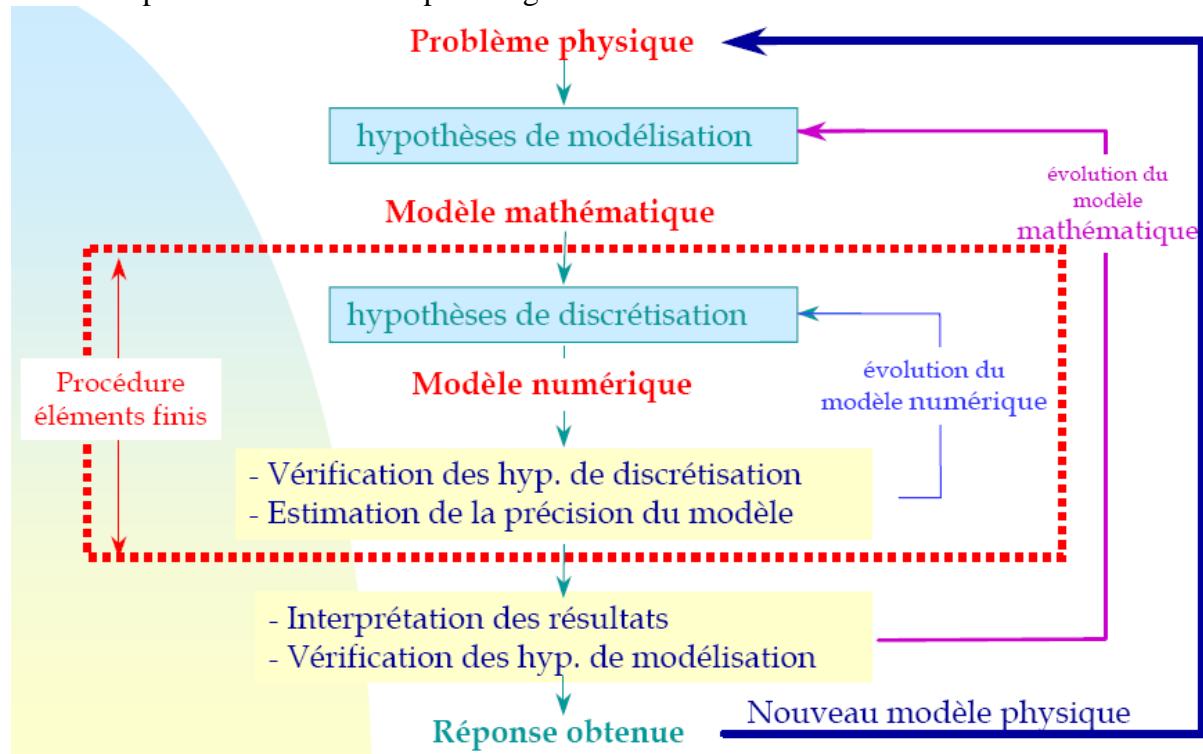 Problème physique
hypothèses de modélisation
évolution du
modèle
mathématique
Modèle mathématique
hypothèses de discrétisation
Procédure
éléments finis
Modèle numérique
évolution du
modèle numérique
- Vérification des hyp. de discrétisation
- Estimation de la précision du modèle
- Interprétation des résultats
- Vérification des hyp. de modélisation
Réponse obtenue
Nouveau modèle physique